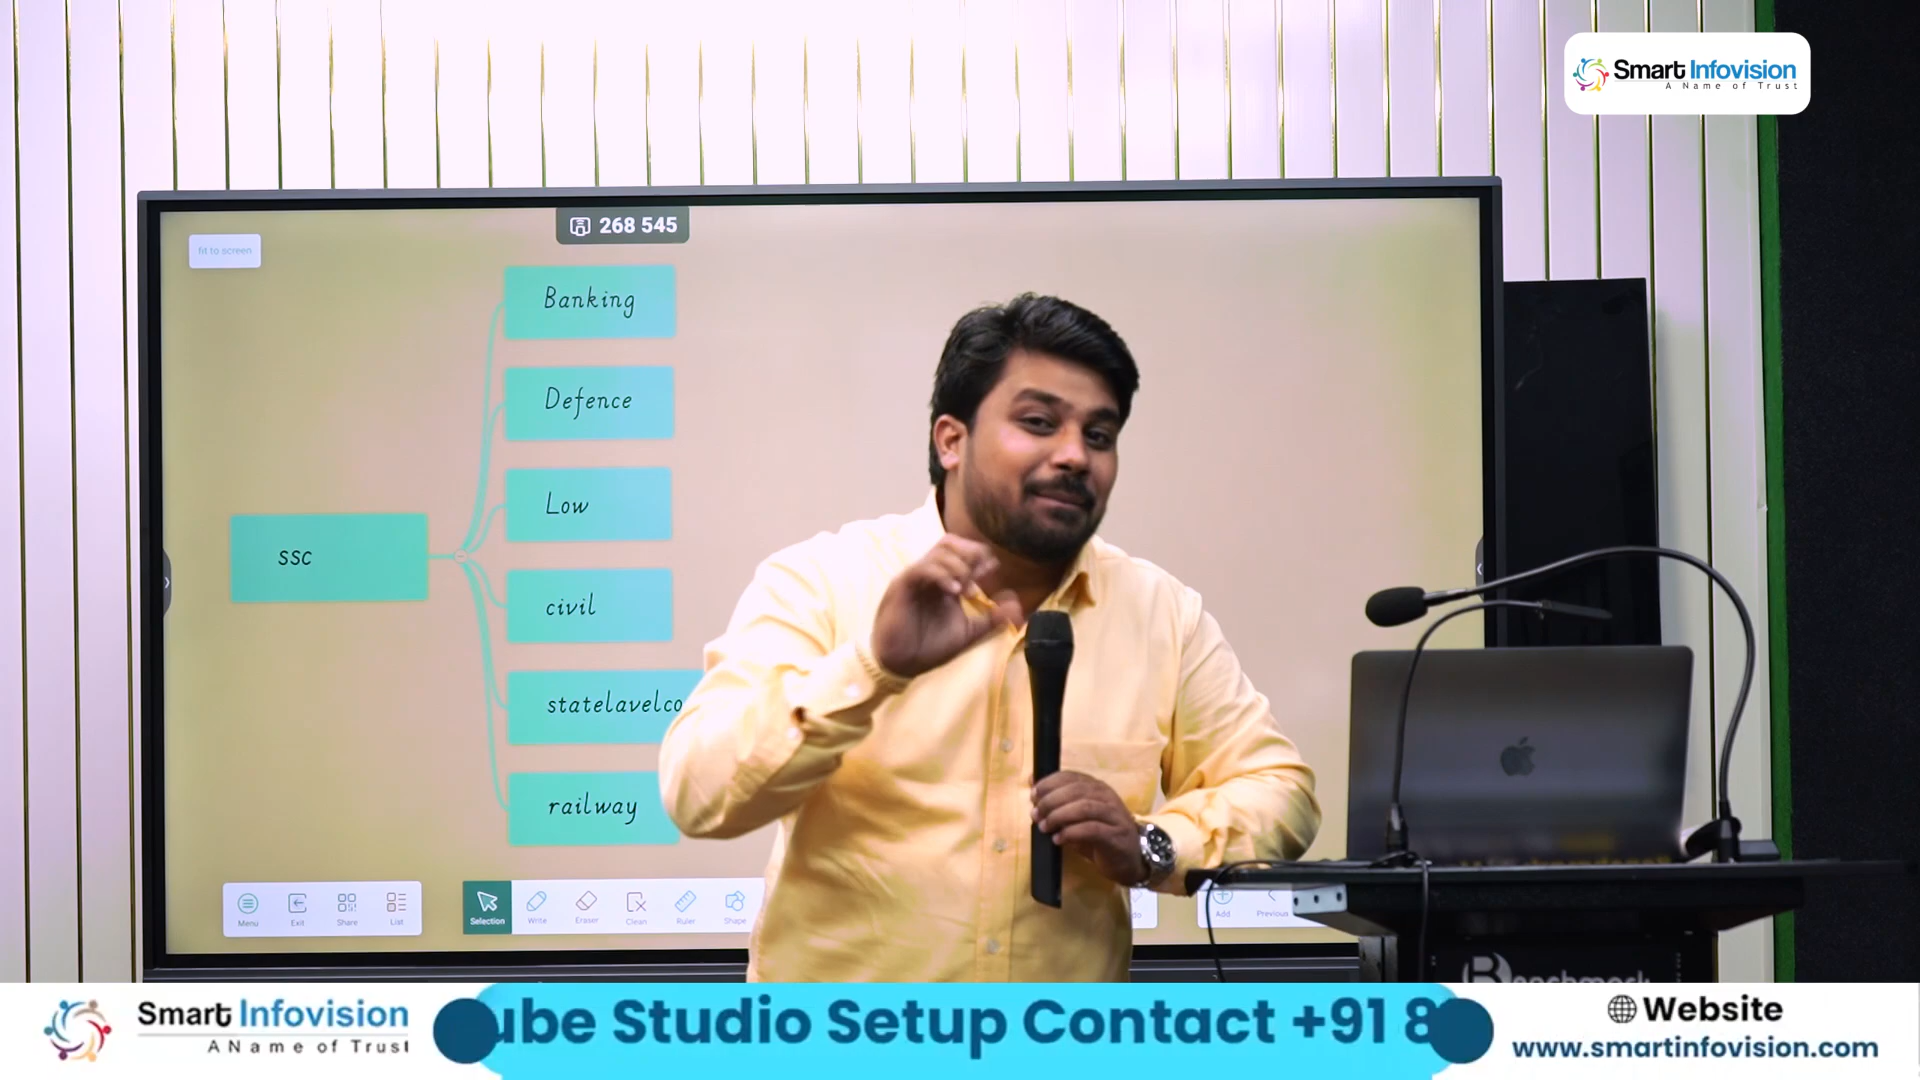 Smart Infovision
A Name of Trust
268 545
fit to screen
Banking
Defence
Low
ssc
civil
statelavelco
railway
Menu
Exit
Share
List
Selection
Write
Eraser
Clean
Ruler
Shape
Add
Previous
Benchmark
Smart Infovision
A Name of Trust
ube Studio Setup Contact +91 8
Website
www.smartinfovision.com